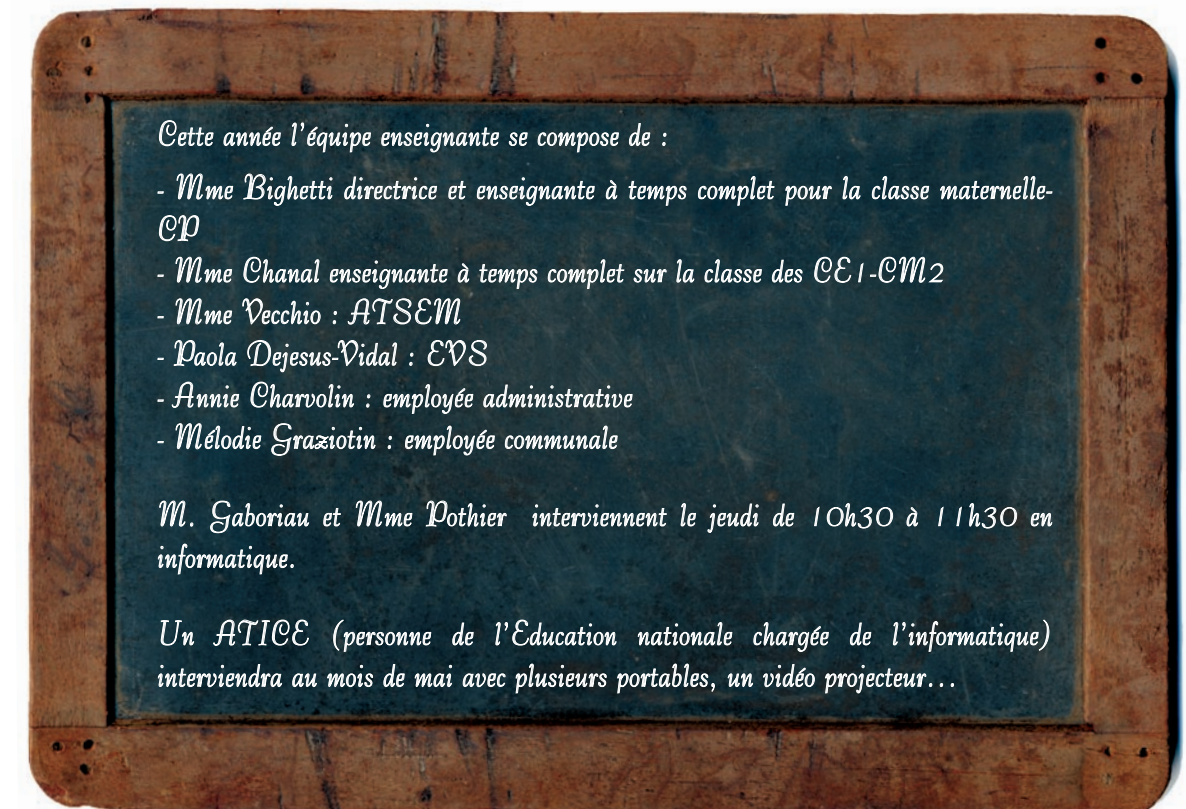 Cette année l'équipe enseignante se compose de :
- Mme Bighetti directrice et enseignante à temps complet pour la classe maternelle-
CP
- Mme Chanal enseignante à temps complet sur la classe des CE1-CM2
- Mme Vecchio : ATSEM
- Paola Dejesus-Vidal : EVS
- Annie Charvolin : employée administrative
- Mélodie Graziotin : employée communale
M. Gaboriau et Mme Pothier interviennent le jeudi de 10h30 à 11h30 en
informatique.
Un ATICE (personne de l'Education nationale chargée de l'informatique)
interviendra au mois de mai avec plusieurs portables, un vidéo projecteur...